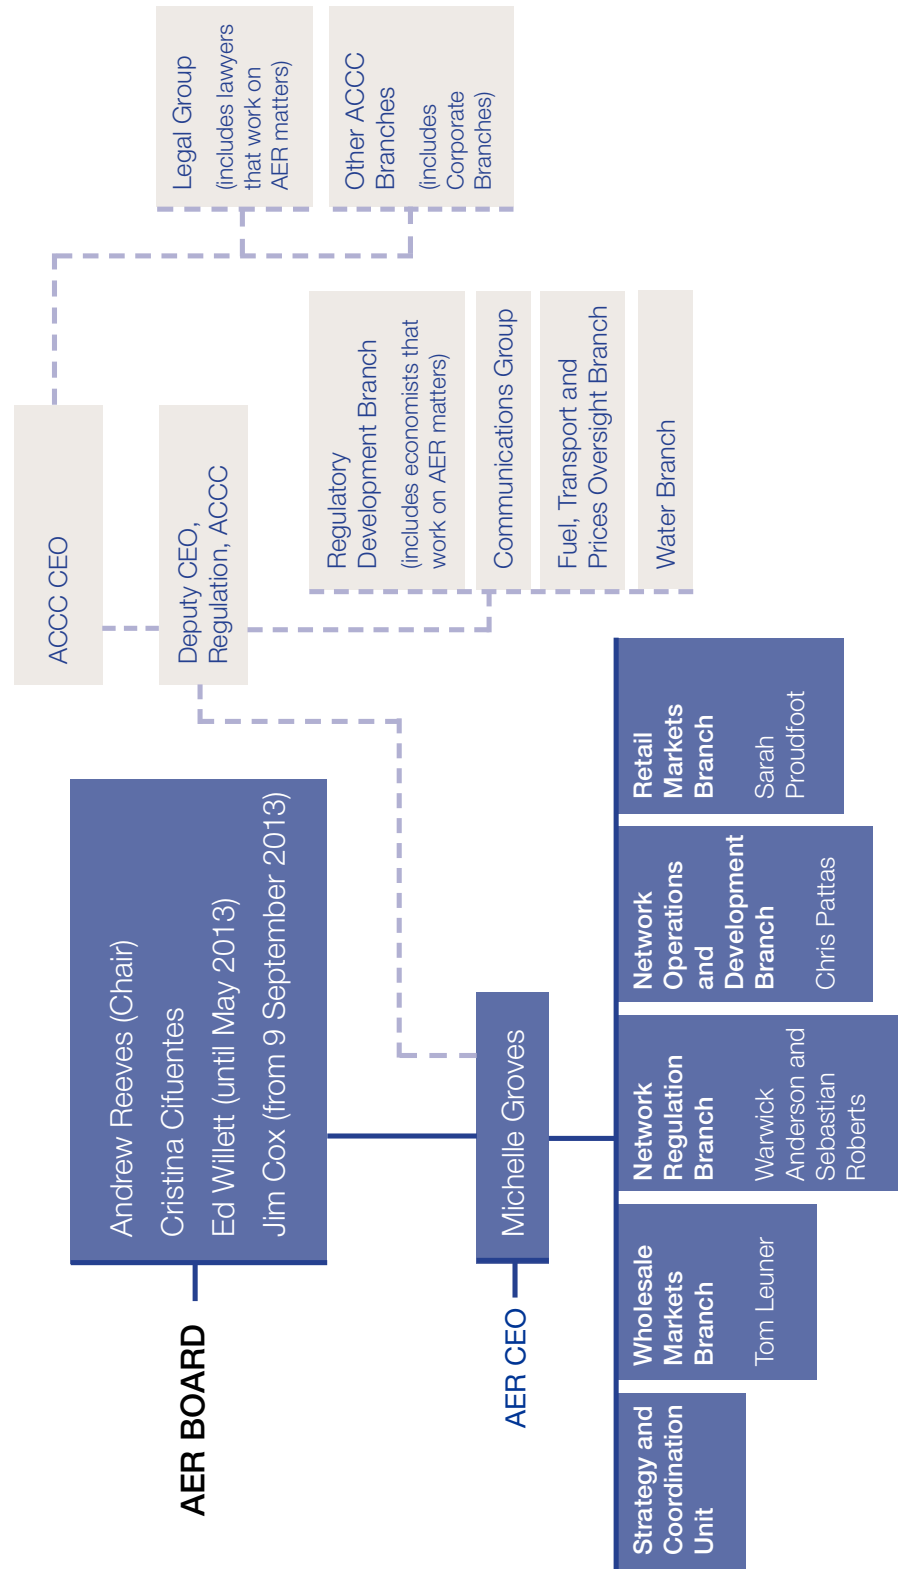 AER BOARD
Andrew Reeves (Chair)
Cristina Cifuentes
Ed Willett (until May 2013)
Jim Cox (from 9 September 2013)
ACCC CEO
Deputy CEO,
Regulation, ACCC
Legal Group
(includes lawyers
that work on
AER matters)
Other ACCC
Branches
(includes
Corporate
Branches)
Regulatory
Development Branch
(includes economists that
work on AER matters)
Communications Group
Fuel, Transport and
Prices Oversight Branch
Water Branch
AER CEO
Michelle Groves
Strategy and
Coordination
Unit
Wholesale
Markets
Branch
Tom Leuner
Network
Regulation
Branch
Warwick
Anderson and
Sebastian
Roberts
Network
Operations
and
Development
Branch
Chris Pattas
Retail
Markets
Branch
Sarah
Proudfoot